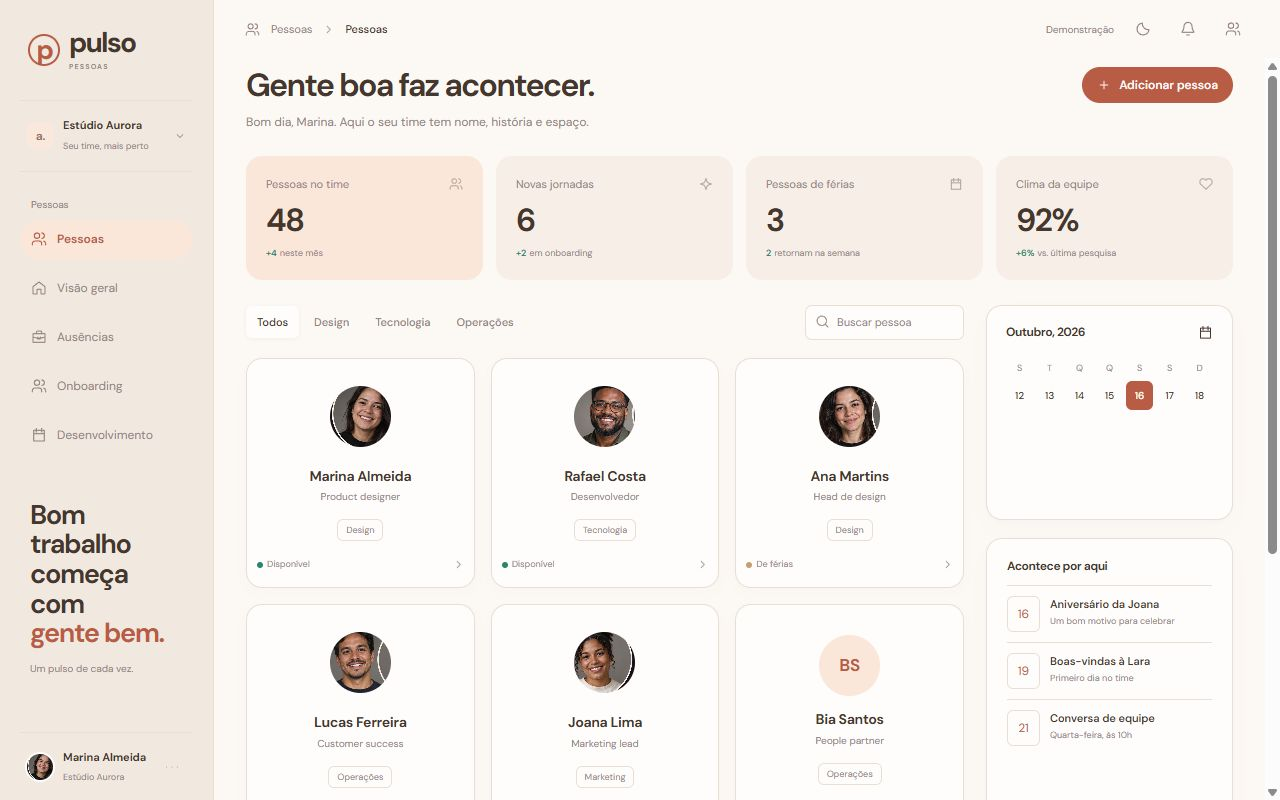 p pulso
PESSOAS
a.
Estúdio Aurora
Seu time, mais perto
Pessoas
Pessoas
Visão geral
Ausências
Onboarding
Desenvolvimento
Bom
trabalho
começa
com
gente bem.
Um pulso de cada vez.
Marina Almeida
Estúdio Aurora
...
Pessoas > Pessoas
Demonstração
Gente boa faz acontecer.
Bom dia, Marina. Aqui o seu time tem nome, história e espaço.
+ Adicionar pessoa
Pessoas no time
48
+4 neste mês
Novas jornadas
6
+2 em onboarding
Pessoas de férias
3
2 retornam na semana
Clima da equipe
92%
+6% vs. última pesquisa
Todos Design Tecnologia Operações
Buscar pessoa
Marina Almeida
Product designer
Design
Disponível
Rafael Costa
Desenvolvedor
Tecnologia
Disponível
Ana Martins
Head de design
Design
De férias
Lucas Ferreira
Customer success
Operações
Joana Lima
Marketing lead
Marketing
BS
Bia Santos
People partner
Operações
Outubro, 2026
S T Q Q S S D
12 13 14 15 16 17 18
Acontece por aqui
16
Aniversário da Joana
Um bom motivo para celebrar
19
Boas-vindas à Lara
Primeiro dia no time
21
Conversa de equipe
Quarta-feira, às 10h